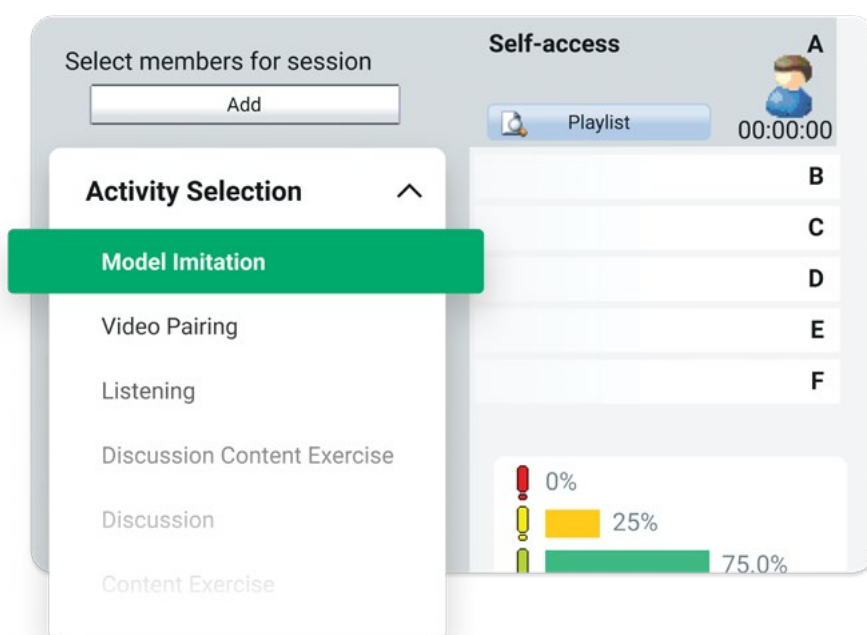 Select members for session
Add
Activity Selection
Model Imitation
Video Pairing
Listening
Discussion Content Exercise
Discussion
Content Exercise
Self-access
A
Playlist
00:00:00
B
C
D
E
F
0%
25%
75.0%